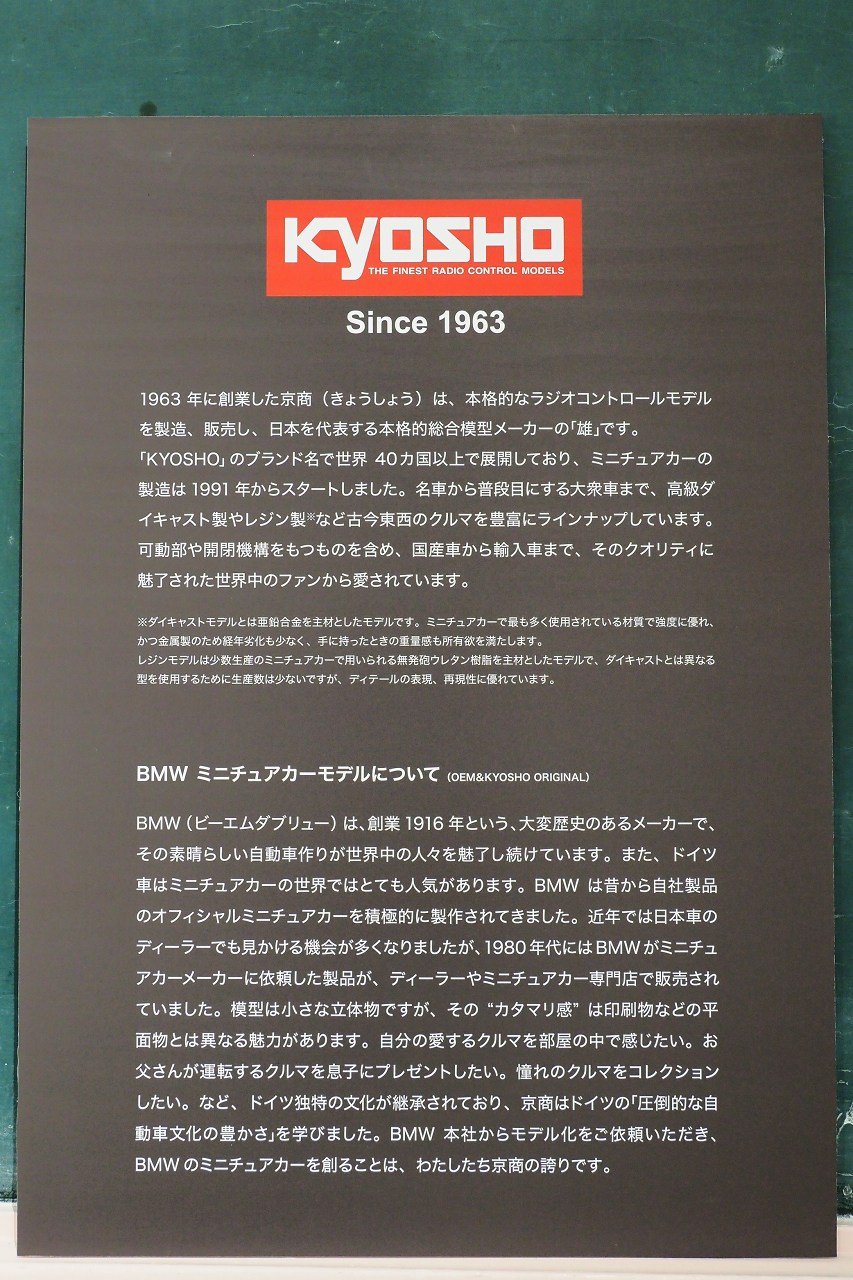 KYOSHO
THE FINEST RADIO CONTROL MODELS
Since 1963
1963 年に創業した京商（きょうしょう）は、本格的なラジオコントロールモデル
を製造、販売し、日本を代表する本格的総合模型メーカーの「雄」です。
「KYOSHO」のブランド名で世界 40カ国以上で展開しており、ミニチュアカーの
製造は 1991 年からスタートしました。名車から普段目にする大衆車まで、高級ダ
イキャスト製やレジン製※など古今東西のクルマを豊富にラインナップしています。
可動部や開閉機構をもつものを含め、国産車から輸入車まで、そのクオリティに
魅了された世界中のファンから愛されています。
※ダイキャストモデルとは亜鉛合金を主材としたモデルです。ミニチュアカーで最も多く使用されている材質で強度に優れ、
かつ金属製のため経年劣化も少なく、手に持ったときの重量感も所有欲を満たします。
レジンモデルは少数生産のミニチュアカーで用いられる無発砲ウレタン樹脂を主材としたモデルで、ダイキャストとは異なる
型を使用するために生産数は少ないですが、ディテールの表現、再現性に優れています。
BMW ミニチュアカーモデルについて (OEM&KYOSHO ORIGINAL)
BMW（ビーエムダブリュー）は、創業 1916 年という、大変歴史のあるメーカーで、
その素晴らしい自動車作りが世界中の人々を魅了し続けています。また、ドイツ
車はミニチュアカーの世界ではとても人気があります。BMW は昔から自社製品
のオフィシャルミニチュアカーを積極的に製作されてきました。近年では日本車の
ディーラーでも見かける機会が多くなりましたが、1980 年代には BMW がミニチュ
アカーメーカーに依頼した製品が、ディーラーやミニチュアカー専門店で販売され
ていました。模型は小さな立体物ですが、その “カタマリ感” は印刷物などの平
面物とは異なる魅力があります。自分の愛するクルマを部屋の中で感じたい。お
父さんが運転するクルマを息子にプレゼントしたい。憧れのクルマをコレクション
したい。など、ドイツ独特の文化が継承されており、京商はドイツの「圧倒的な自
動車文化の豊かさ」を学びました。BMW 本社からモデル化をご依頼いただき、
BMW のミニチュアカーを創ることは、わたしたち京商の誇りです。